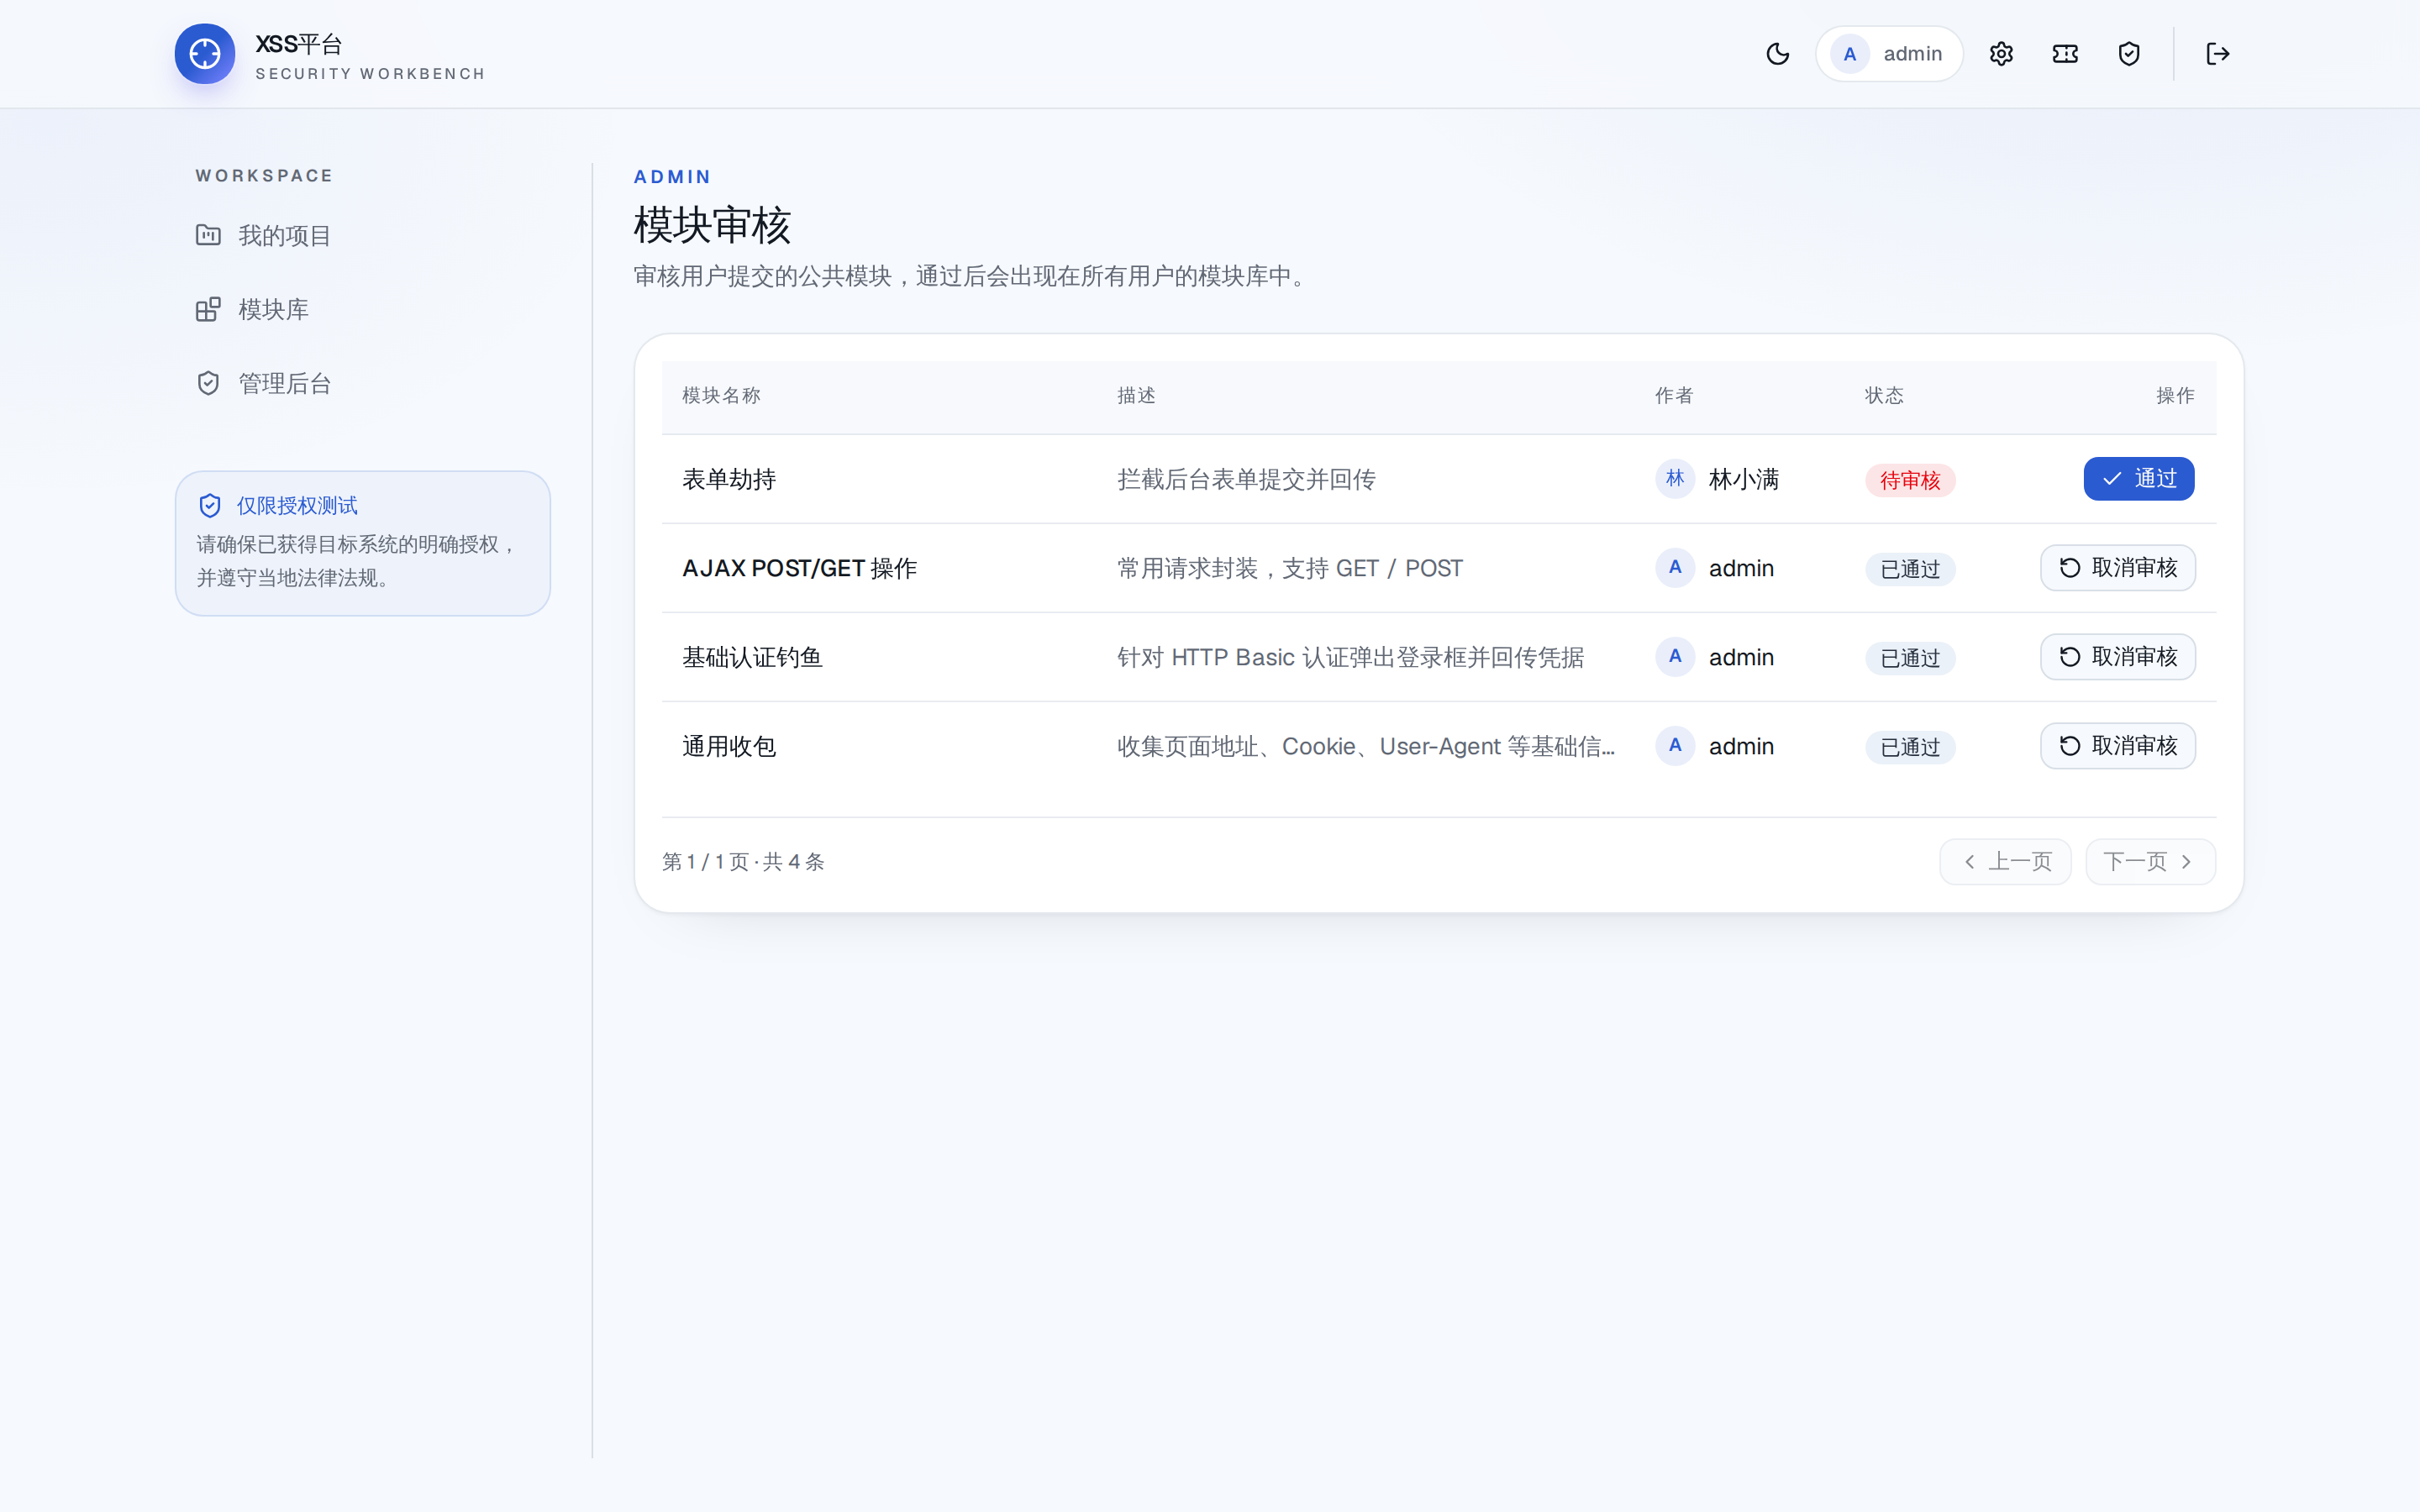 XSS平台
SECURITY WORKBENCH
A admin
WORKSPACE
我的项目
模块库
管理后台
仅限授权测试
请确保已获得目标系统的明确授权，
并遵守当地法律法规。
ADMIN
模块审核
审核用户提交的公共模块，通过后会出现在所有用户的模块库中。
模块名称 描述 作者 状态 操作
表单劫持 拦截后台表单提交并回传 林 林小满 待审核 通过
AJAX POST/GET 操作 常用请求封装，支持 GET / POST A admin 已通过 取消审核
基础认证钓鱼 针对 HTTP Basic 认证弹出登录框并回传凭据 A admin 已通过 取消审核
通用收包 收集页面地址、Cookie、User-Agent 等基础信... A admin 已通过 取消审核
第 1 / 1 页 · 共 4 条 上一页 下一页